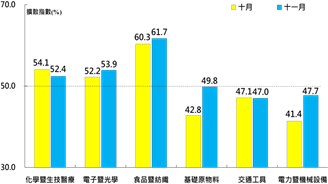 70.0
擴散指數(%)
十月
十一月
54.1 52.4 52.2 53.9 60.3 61.7 42.8 49.8 47.1 47.0 41.4 47.7
50.0
30.0
化學暨生技醫療 電子暨光學 食品暨紡織 基礎原物料 交通工具 電力暨機械設備